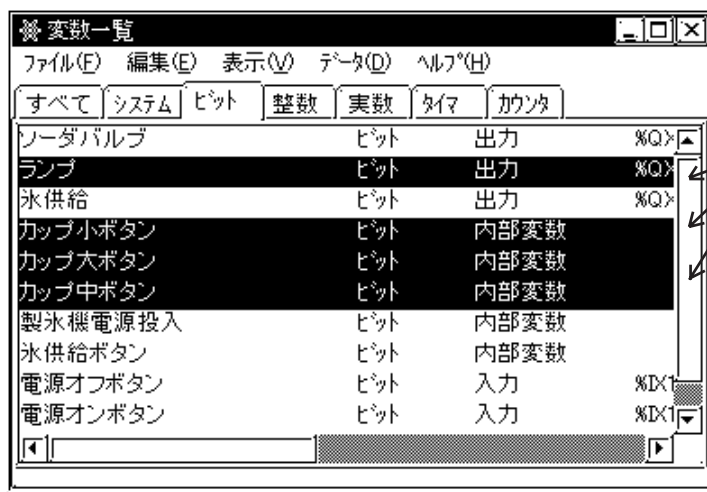 変数一覧
ﾌｧｲﾙ(F) 編集(E) 表示(V) ﾃﾞｰﾀ(D) ﾍﾙﾌﾟ(H)
すべて ｼｽﾃﾑ ﾋﾞｯﾄ 整数 実数 ﾀｲﾏ ｶｳﾝﾀ
ソーダバルブ ﾋﾞｯﾄ 出力 %QX
ランプ ﾋﾞｯﾄ 出力 %QX
氷供給 ﾋﾞｯﾄ 出力 %QX
カップ小ボタン ﾋﾞｯﾄ 内部変数
カップ大ボタン ﾋﾞｯﾄ 内部変数
カップ中ボタン ﾋﾞｯﾄ 内部変数
製氷機電源投入 ﾋﾞｯﾄ 内部変数
氷供給ボタン ﾋﾞｯﾄ 内部変数
電源オフボタン ﾋﾞｯﾄ 入力 %IX1
電源オンボタン ﾋﾞｯﾄ 入力 %IX1